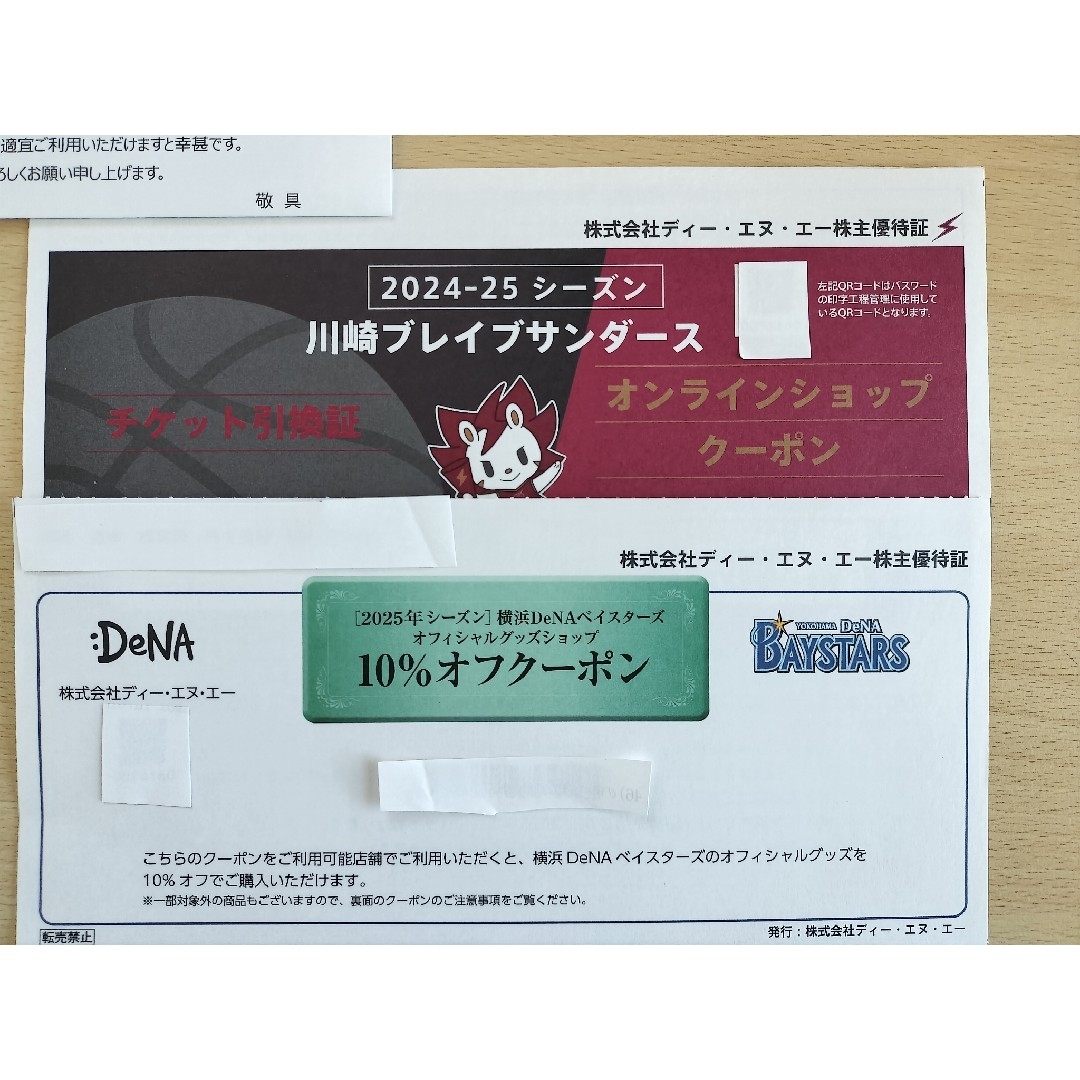 適宜ご利用いただけますと幸甚です。
ろしくお願い申し上げます。
敬 具
株式会社ディー・エヌ・エー株主優待証
2024-25 シーズン
川崎ブレイブサンダース
左記QRコードはパスワード
の印字工程管理に使用して
いるQRコードとなります。
チケット引換証
オンラインショップ
クーポン
株式会社ディー・エヌ・エー株主優待証
:DeNA
株式会社ディー・エヌ・エー
[2025年シーズン] 横浜DeNAベイスターズ
オフィシャルグッズショップ
10%オフクーポン
YOKOHAMA DeNA
BAYSTARS
こちらのクーポンをご利用可能店舗でご利用いただくと、横浜 DeNA ベイスターズのオフィシャルグッズを
10% オフでご購入いただけます。
※一部対象外の商品もございますので、裏面のクーポンのご注意事項をご覧ください。
転売禁止
発行：株式会社ディー・エヌ・エー